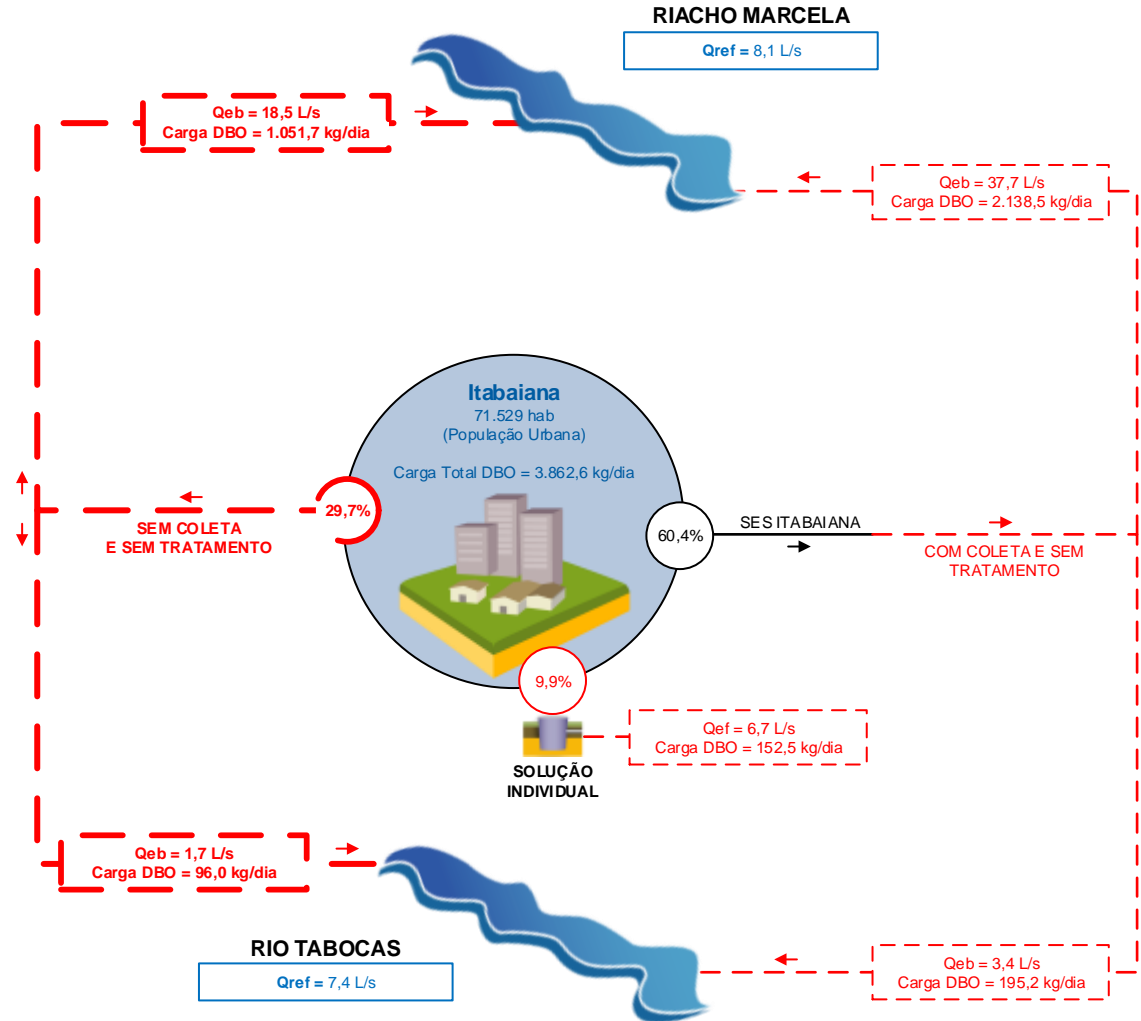 RIACHO MARCELA
Qref = 8,1 L/s
Qeb = 18,5 L/s
Carga DBO = 1.051,7 kg/dia
Qeb = 37,7 L/s
Carga DBO = 2.138,5 kg/dia
Itabaiana
71.529 hab
(População Urbana)
Carga Total DBO = 3.862,6 kg/dia
29,7%
SEM COLETA
E SEM TRATAMENTO
60,4%
SES ITABAIANA
COM COLETA E SEM
TRATAMENTO
9,9%
Qef = 6,7 L/s
Carga DBO = 152,5 kg/dia
SOLUÇÃO
INDIVIDUAL
Qeb = 1,7 L/s
Carga DBO = 96,0 kg/dia
RIO TABOCAS
Qref = 7,4 L/s
Qeb = 3,4 L/s
Carga DBO = 195,2 kg/dia